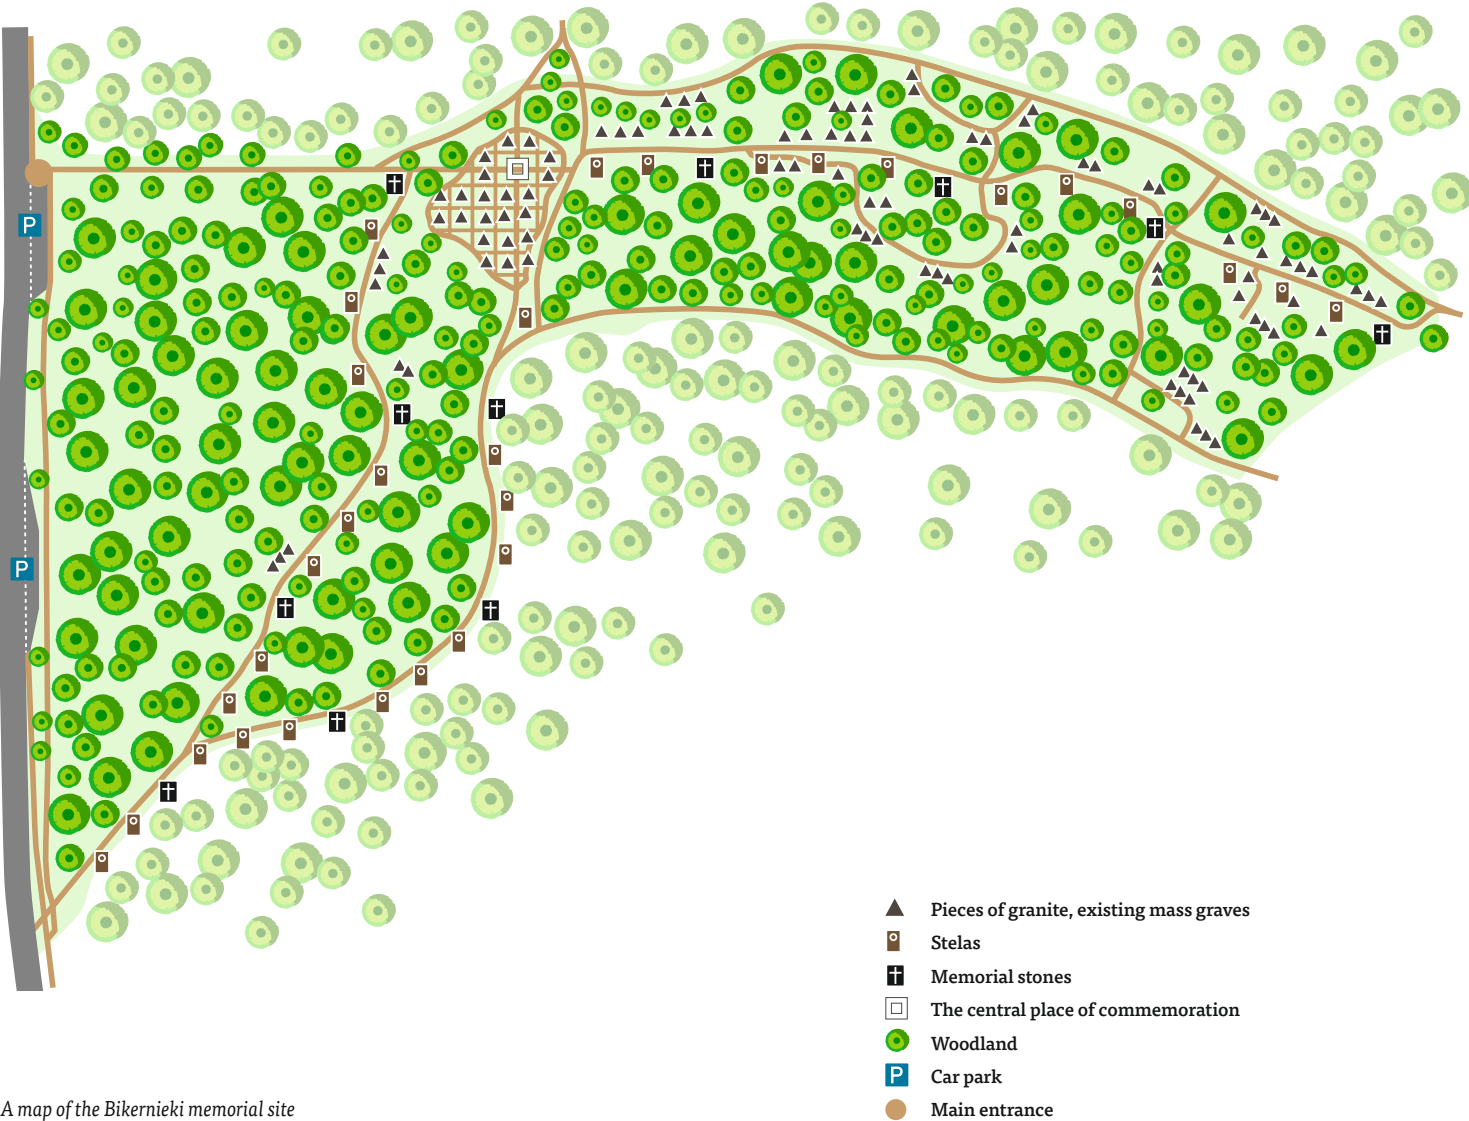 P
P
Pieces of granite, existing mass graves
Stelas
Memorial stones
The central place of commemoration
Woodland
P Car park
Main entrance
A map of the Bikernieki memorial site